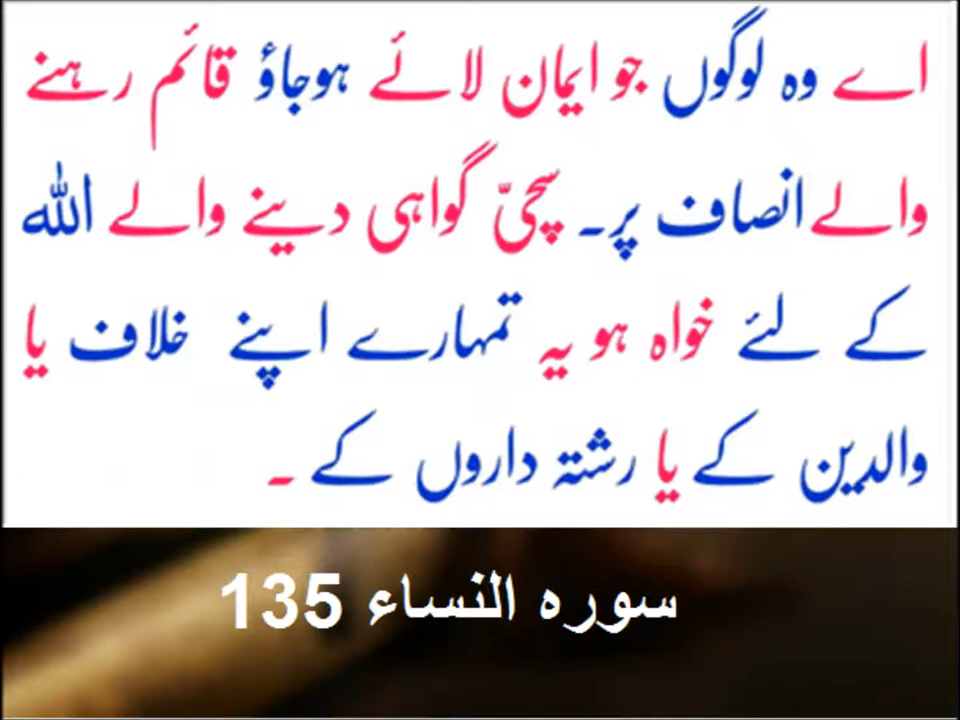 اے وہ لوگوں جو ایمان لائے ہوجاؤ قائم رہنے
والے انصاف پر۔ سچّی گواہی دینے والے اللہ
کے لئے خواہ ہو یہ تمہارے اپنے خلاف یا
والدین کے یا رشتہ داروں کے ۔
سورہ النساء 135